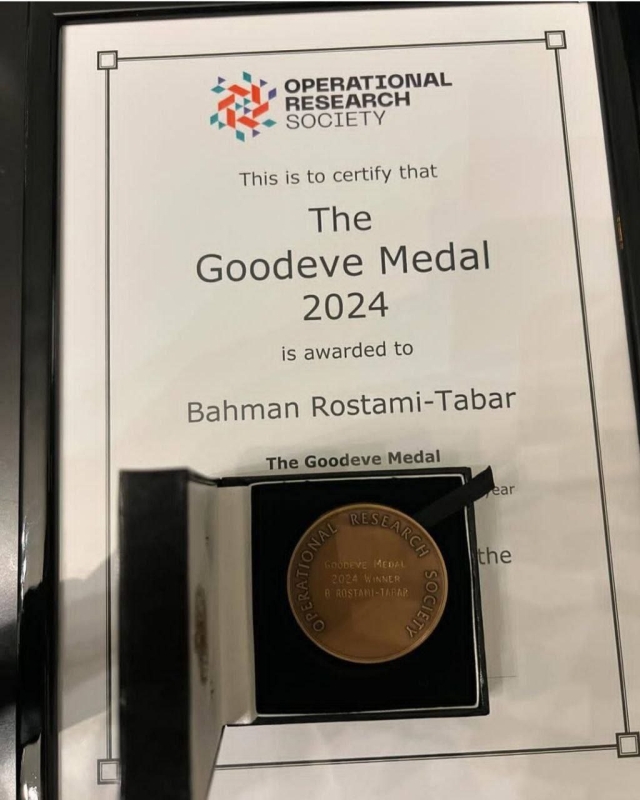 OPERATIONAL
RESEARCH
SOCIETY
This is to certify that
The
Goodeve Medal
2024
is awarded to
Bahman Rostami-Tabar
The Goodeve Medal
year
the
OPERATIONAL RESEARCH SOCIETY
GOODEVE MEDAL
2024 WINNER
B ROSTAMI-TABAR